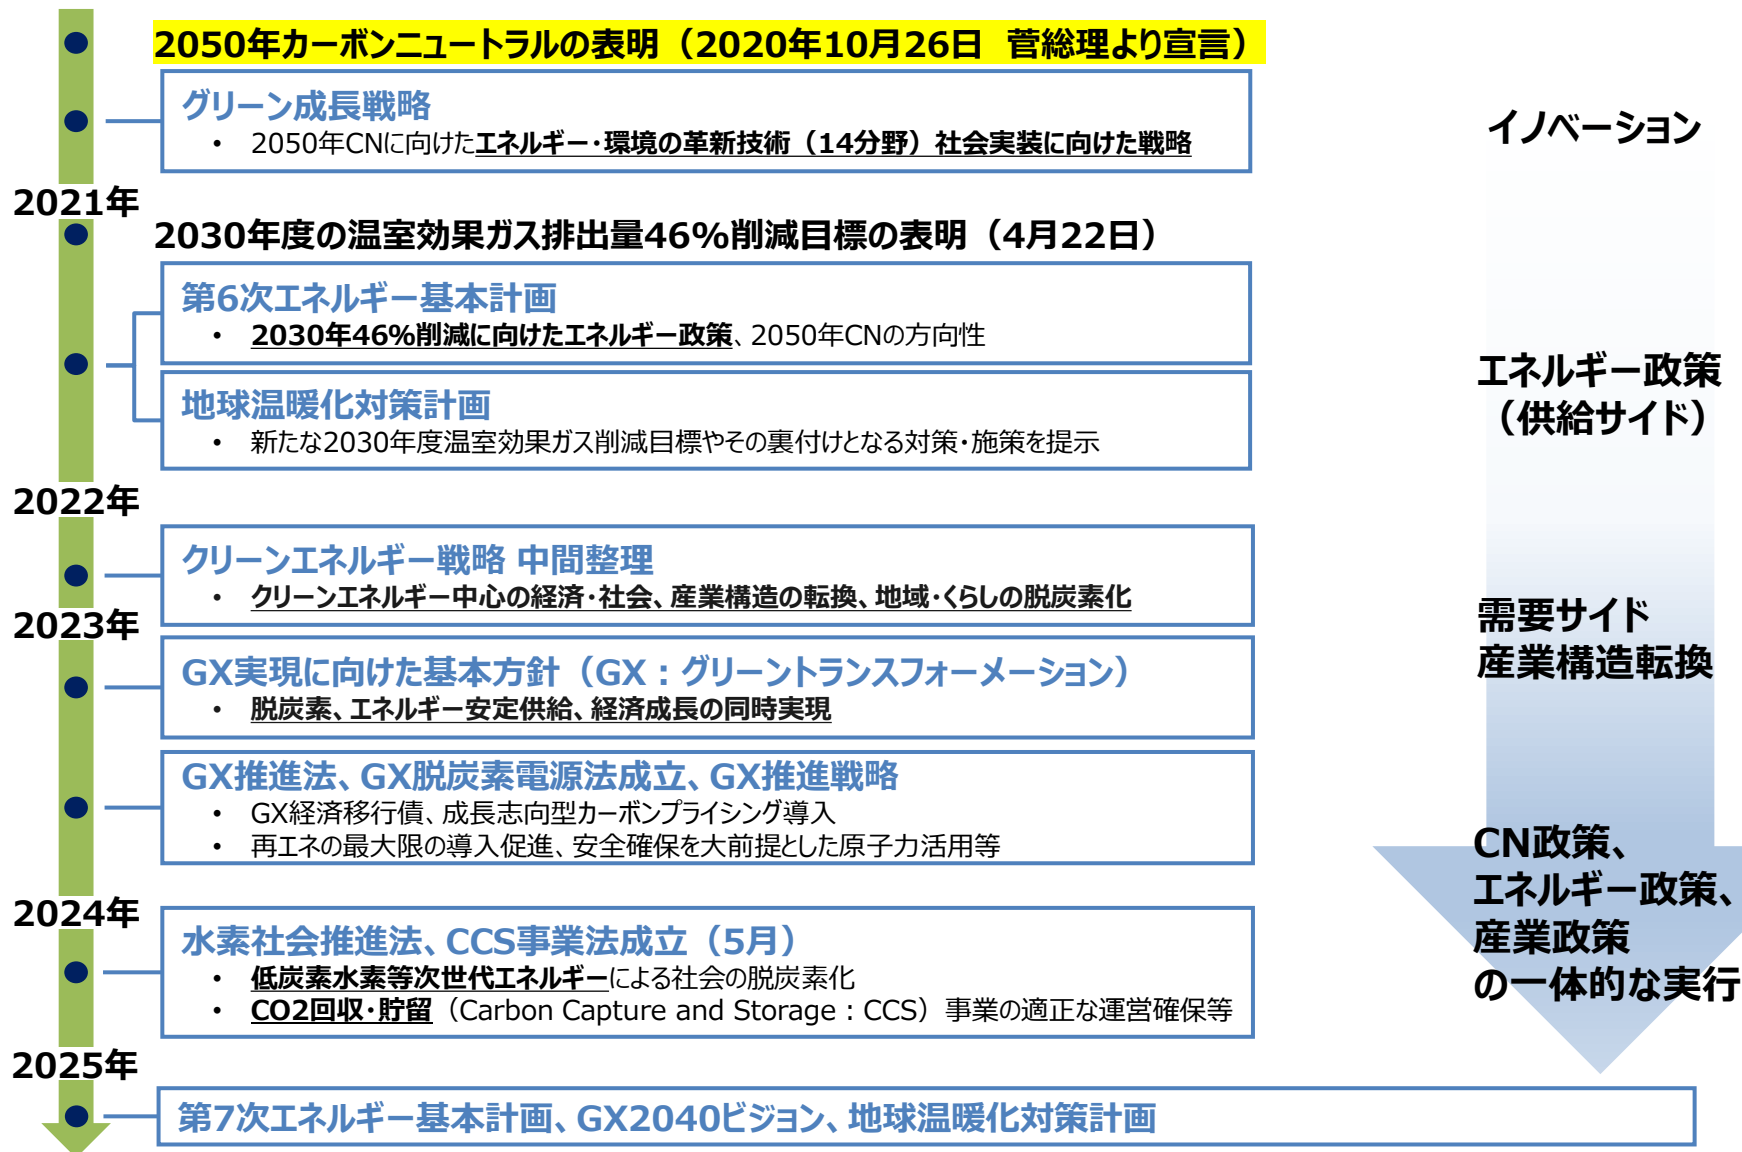 2050年カーボンニュートラルの表明（2020年10月26日　菅総理より宣言）
グリーン成長戦略
• 2050年CNに向けたエネルギー・環境の革新技術（14分野）社会実装に向けた戦略
イノベーション
2021年
2030年度の温室効果ガス排出量46%削減目標の表明（4月22日）
第6次エネルギー基本計画
• 2030年46%削減に向けたエネルギー政策、2050年CNの方向性
地球温暖化対策計画
• 新たな2030年度温室効果ガス削減目標やその裏付けとなる対策・施策を提示
エネルギー政策
（供給サイド）
2022年
クリーンエネルギー戦略 中間整理
• クリーンエネルギー中心の経済・社会、産業構造の転換、地域・くらしの脱炭素化
需要サイド
産業構造転換
2023年
GX実現に向けた基本方針（GX：グリーントランスフォーメーション）
• 脱炭素、エネルギー安定供給、経済成長の同時実現
GX推進法、GX脱炭素電源法成立、GX推進戦略
• GX経済移行債、成長志向型カーボンプライシング導入
• 再エネの最大限の導入促進、安全確保を大前提とした原子力活用等
CN政策、
エネルギー政策、
産業政策
の一体的な実行
2024年
水素社会推進法、CCS事業法成立（5月）
• 低炭素水素等次世代エネルギーによる社会の脱炭素化
• CO2回収・貯留（Carbon Capture and Storage：CCS）事業の適正な運営確保等
2025年
第7次エネルギー基本計画、GX2040ビジョン、地球温暖化対策計画